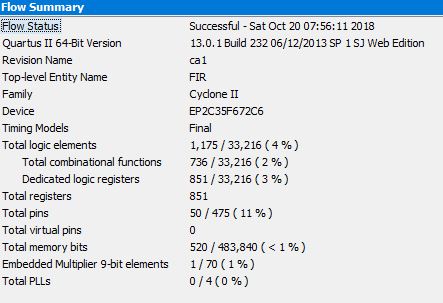 Flow Summary
Flow Status Successful - Sat Oct 20 07:56:11 2018
Quartus II 64-Bit Version 13.0.1 Build 232 06/12/2013 SP 1 SJ Web Edition
Revision Name ca1
Top-level Entity Name FIR
Family Cyclone II
Device EP2C35F672C6
Timing Models Final
Total logic elements 1,175 / 33,216 ( 4 % )
Total combinational functions 736 / 33,216 ( 2 % )
Dedicated logic registers 851 / 33,216 ( 3 % )
Total registers 851
Total pins 50 / 475 ( 11 % )
Total virtual pins 0
Total memory bits 520 / 483,840 ( < 1 % )
Embedded Multiplier 9-bit elements 1 / 70 ( 1 % )
Total PLLs 0 / 4 ( 0 % )